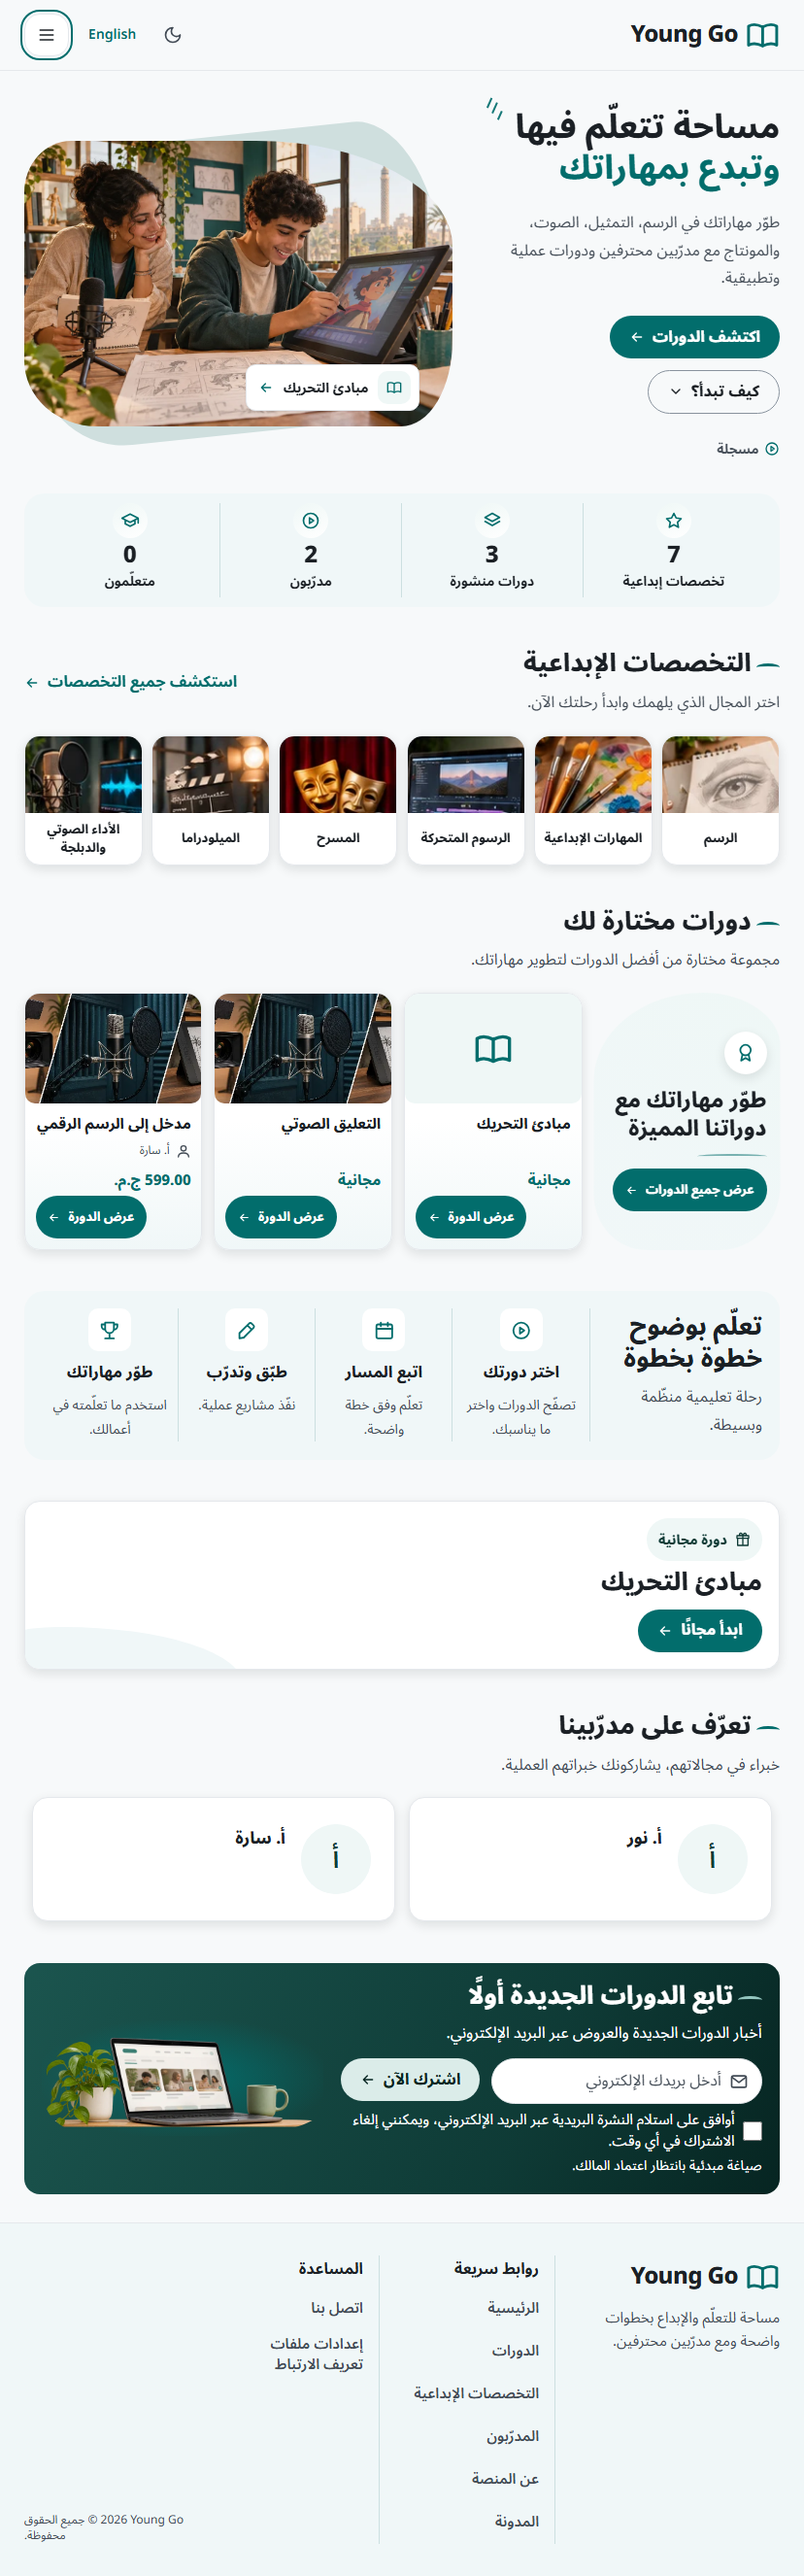 Young Go
English
مساحة تتعلّم فيها
وتبدع بمهاراتك
طوّر مهاراتك في الرسم، التمثيل، الصوت،
والمونتاج مع مدرّبين محترفين ودورات عملية
وتطبيقية.
اكتشف الدورات
كيف تبدأ؟
مسجلة
مبادئ التحريك
7
تخصصات إبداعية
3
دورات منشورة
2
مدرّبون
0
متعلّمون
التخصصات الإبداعية
اختر المجال الذي يلهمك وابدأ رحلتك الآن.
استكشف جميع التخصصات
الرسم
المهارات الإبداعية
الرسوم المتحركة
المسرح
الميلودراما
الأداء الصوتي
والدبلجة
دورات مختارة لك
مجموعة مختارة من أفضل الدورات لتطوير مهاراتك.
طوّر مهاراتك مع
دوراتنا المميزة
عرض جميع الدورات
مبادئ التحريك
مجانية
عرض الدورة
التعليق الصوتي
مجانية
عرض الدورة
مدخل إلى الرسم الرقمي
أ. سارة
599.00 ج.م.
عرض الدورة
تعلّم بوضوح
خطوة بخطوة
رحلة تعليمية منظّمة
وبسيطة.
اختر دورتك
تصفّح الدورات واختر
ما يناسبك.
اتبع المسار
تعلّم وفق خطة
واضحة.
طبّق وتدرّب
نفّذ مشاريع عملية.
طوّر مهاراتك
استخدم ما تعلّمته في
أعمالك.
دورة مجانية
مبادئ التحريك
ابدأ مجانًا
تعرّف على مدرّبينا
خبراء في مجالاتهم، يشاركونك خبراتهم العملية.
أ
أ. نور
أ
أ. سارة
تابع الدورات الجديدة أولًا
أخبار الدورات الجديدة والعروض عبر البريد الإلكتروني.
أدخل بريدك الإلكتروني
اشترك الآن
أوافق على استلام النشرة البريدية عبر البريد الإلكتروني، ويمكنني إلغاء
الاشتراك في أي وقت.
صياغة مبدئية بانتظار اعتماد المالك.
Young Go
مساحة للتعلّم والإبداع بخطوات
واضحة ومع مدرّبين محترفين.
روابط سريعة
الرئيسية
الدورات
التخصصات الإبداعية
المدرّبون
عن المنصة
المدونة
المساعدة
اتصل بنا
إعدادات ملفات
تعريف الارتباط
© 2026 Young Go جميع الحقوق
محفوظة.